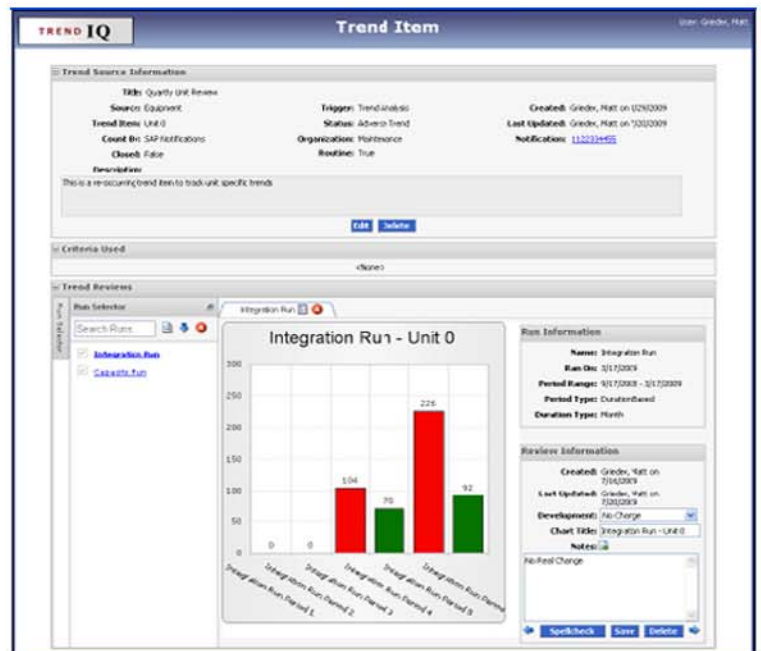 TREND IQ
Trend Item
User: Grieder, Matt
Trend Source Information
Title: Quartly Unit Review
Source: Equipment
Trigger: Trend Analysis
Created: Grieder, Matt on
Trend Item: Unit 0
Status: Adverse Trend
Last Updated: Grieder, Matt on
Count By: SAP Notifications
Organization: Maintenance
Notification: 1122334455
Closed: False
Routine: True
Description:
This is a re-occurring trend item to track unit specific trends
Edit Delete
Criteria Used
<None>
Trend Reviews
Run Selector
Run Selector
Search Runs
Integration Run
Capacity Run
Integration Run
Integration Run - Unit 0
300
250
200
150
100
50
0
0
0
104
70
226
92
Integration Run Period 1
Integration Run Period 2
Integration Run Period 3
Integration Run Period 4
Integration Run Period 5
Integration Run Period
Run Information
Name: Integration Run
Run On: 3/17/2009
Period Range: 9/17/2008 - 3/17/2009
Period Type: DurationBased
Duration Type: Month
Review Information
Created: Grieder, Matt on
7/16/2009
Last Updated: Grieder, Matt on
7/20/2009
Development: No Change
Chart Title: Integration Run - Unit 0
Notes:
No Real Change
Spellcheck Save Delete